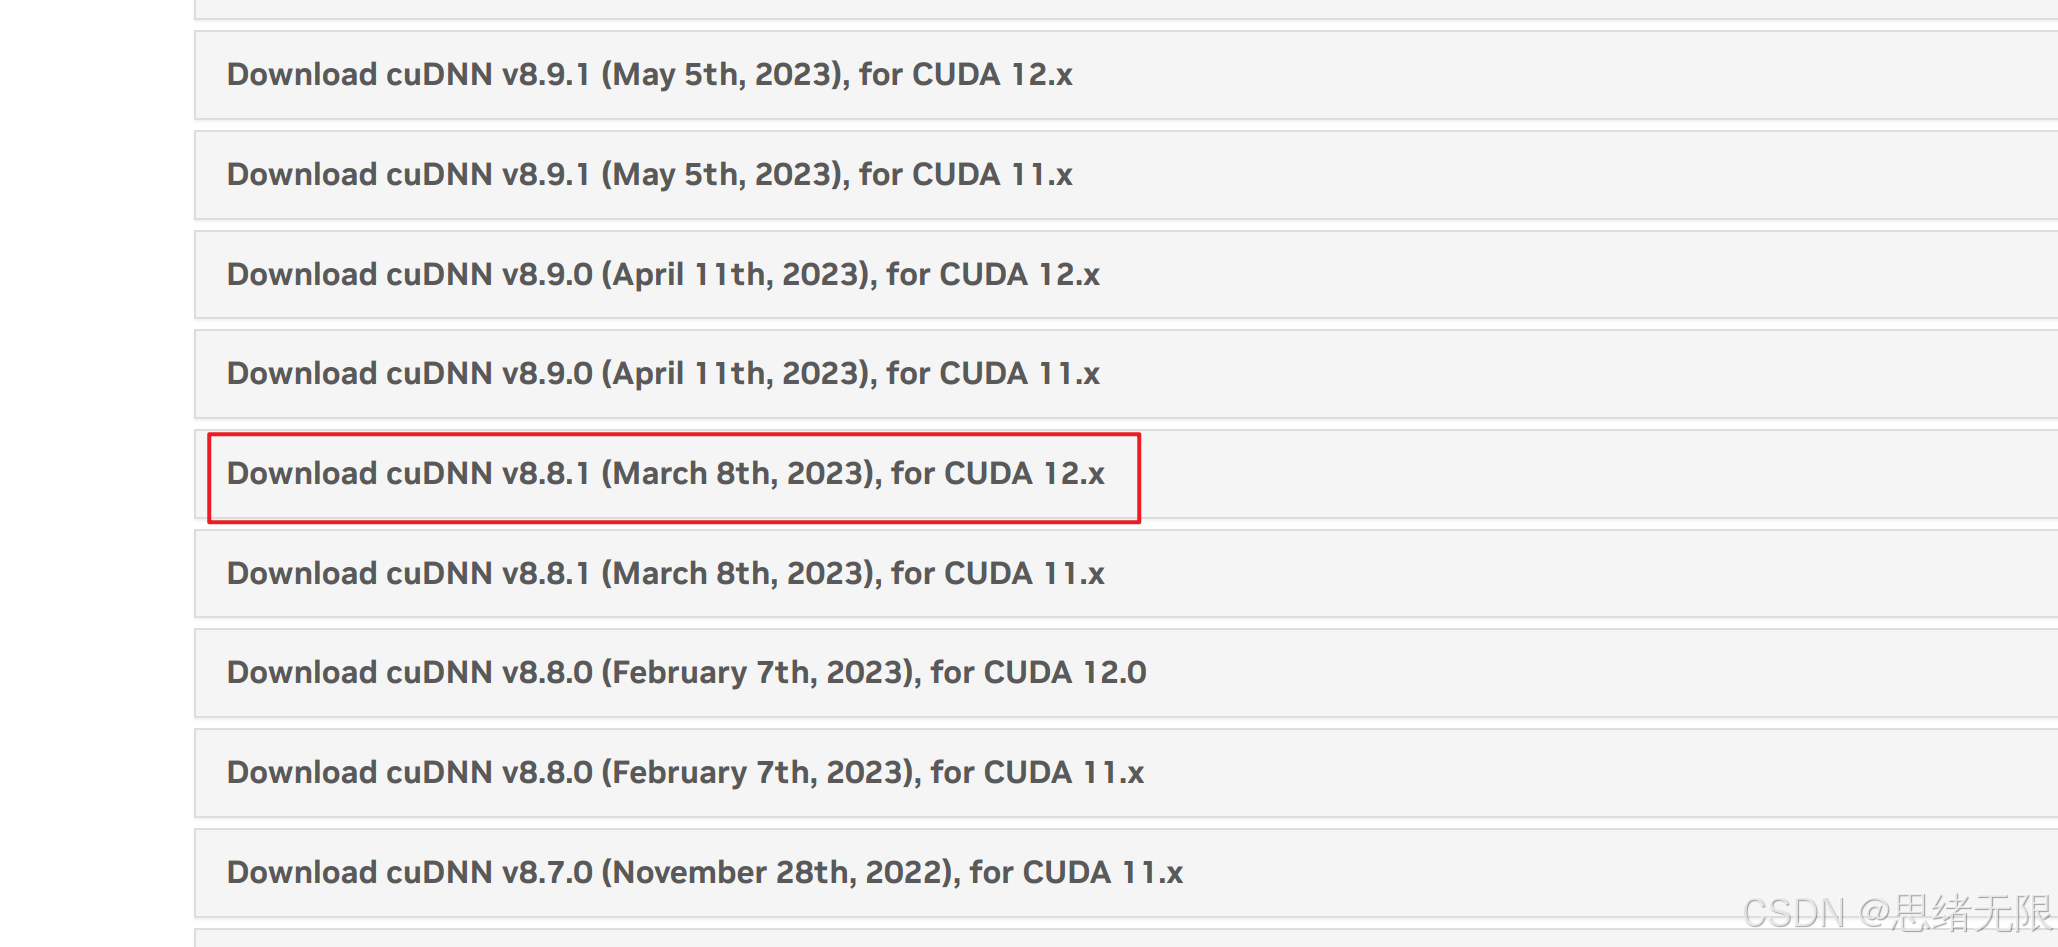 Download cuDNN v8.9.1 (May 5th, 2023), for CUDA 12.x
Download cuDNN v8.9.1 (May 5th, 2023), for CUDA 11.x
Download cuDNN v8.9.0 (April 11th, 2023), for CUDA 12.x
Download cuDNN v8.9.0 (April 11th, 2023), for CUDA 11.x
Download cuDNN v8.8.1 (March 8th, 2023), for CUDA 12.x
Download cuDNN v8.8.1 (March 8th, 2023), for CUDA 11.x
Download cuDNN v8.8.0 (February 7th, 2023), for CUDA 12.0
Download cuDNN v8.8.0 (February 7th, 2023), for CUDA 11.x
Download cuDNN v8.7.0 (November 28th, 2022), for CUDA 11.x
CSDN @思绪无限